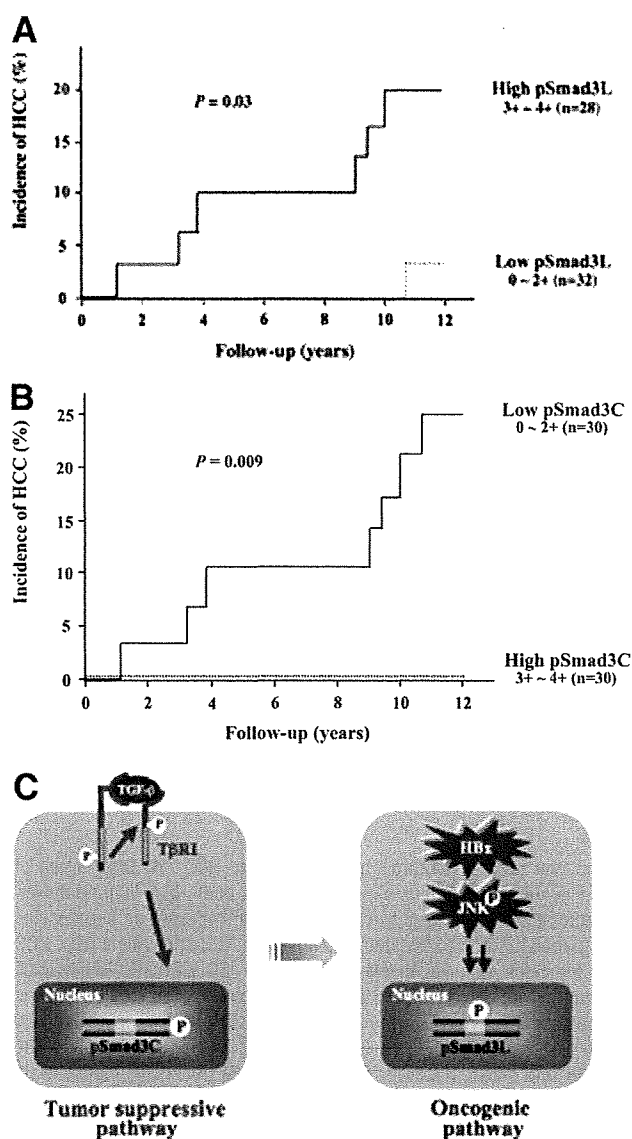 A
Incidence of HCC (%)
20
15
10
5
0
P = 0.03
High pSmad3L
3+ ~ 4+ (n=28)
Low pSmad3L
0 ~ 2+ (n=32)
0 2 4 6 8 10 12
Follow-up (years)
B
Incidence of HCC (%)
25
20
15
10
5
0
P = 0.009
Low pSmad3C
0 ~ 2+ (n=30)
High pSmad3C
3+ ~ 4+ (n=30)
0 2 4 6 8 10 12
Follow-up (years)
C
TGF-β
P
P
TβRI
Nucleus
P
pSmad3C
Tumor suppressive
pathway
HBx
JNK
P
Nucleus
P
pSmad3L
Oncogenic
pathway